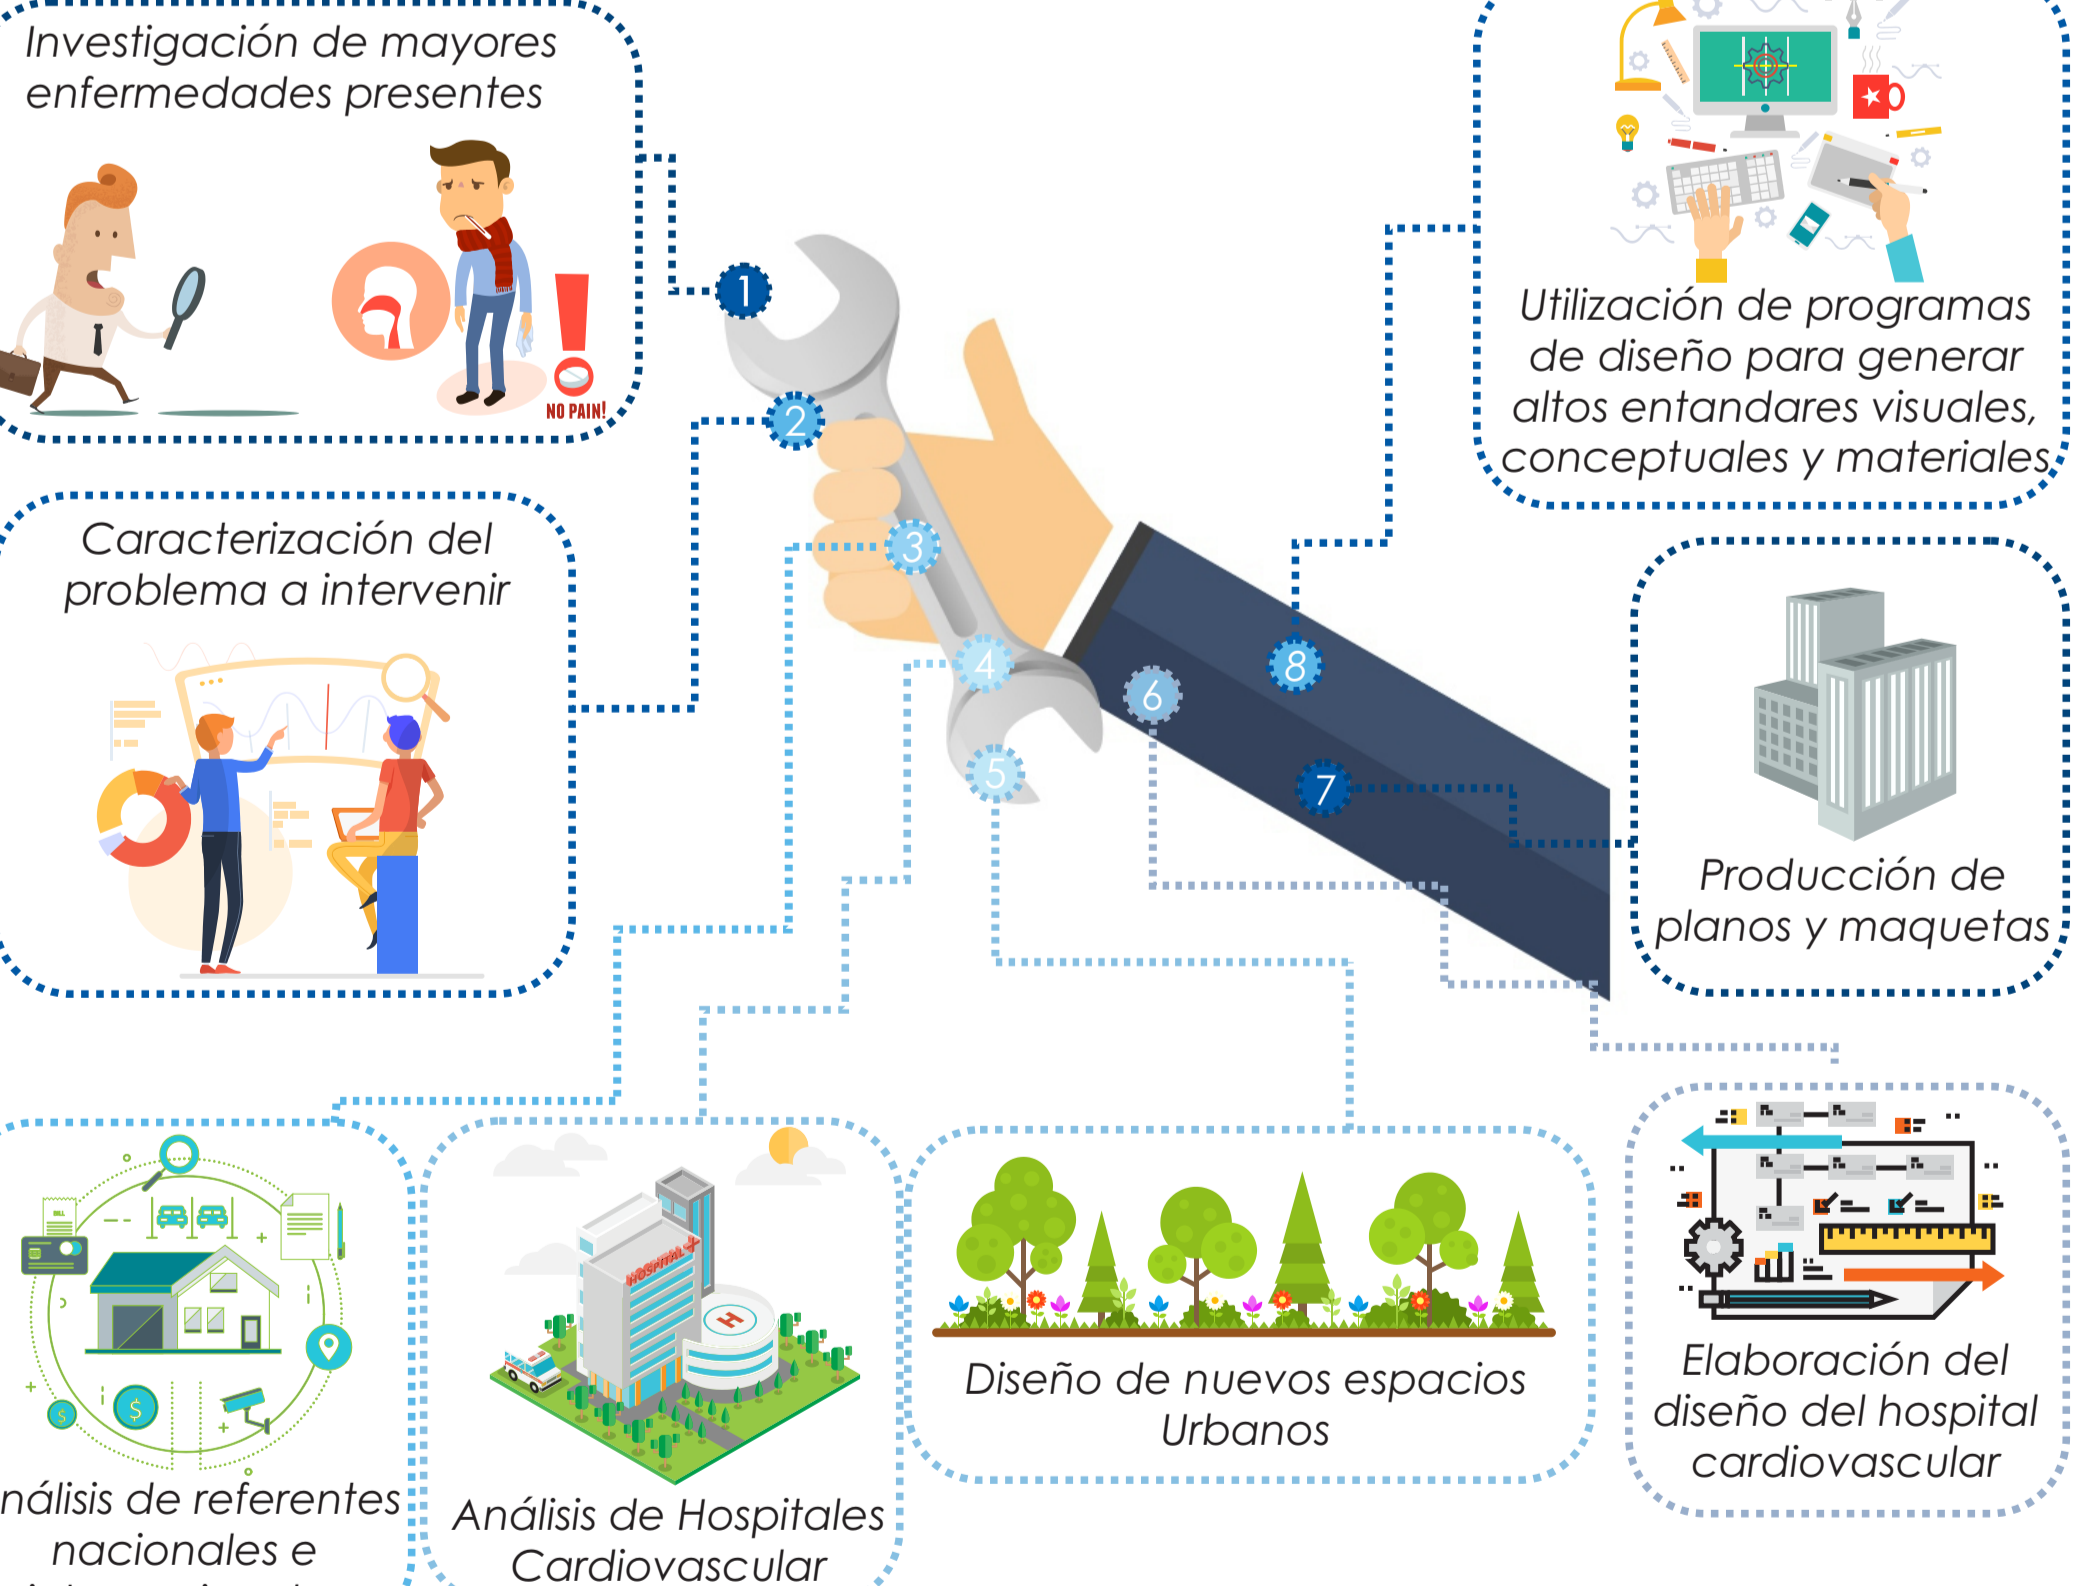 Investigación de mayores
enfermedades presentes
NO PAIN!
Caracterización del
problema a intervenir
1
2
3
4
5
6
7
8
Utilización de programas
de diseño para generar
altos entandares visuales,
conceptuales y materiales
Producción de
planos y maquetas
BILL
$
$
nálisis de referentes
nacionales e
HOSPITAL
H
Análisis de Hospitales
Cardiovascular
Diseño de nuevos espacios
Urbanos
Elaboración del
diseño del hospital
cardiovascular